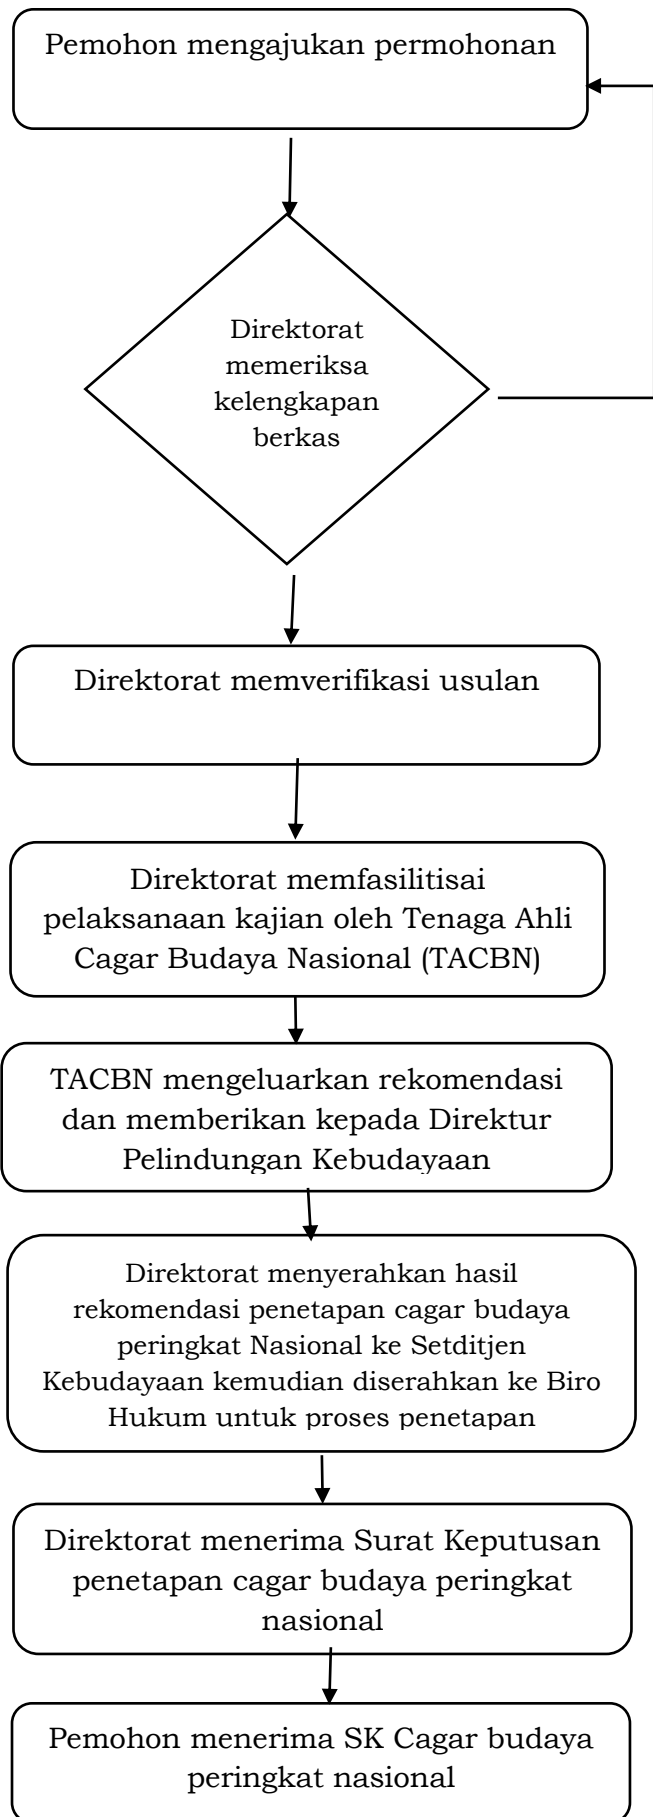 Pemohon mengajukan permohonan
Direktorat
memeriksa
kelengkapan
berkas
Direktorat memverifikasi usulan
Direktorat memfasilitisai
pelaksanaan kajian oleh Tenaga Ahli
Cagar Budaya Nasional (TACBN)
TACBN mengeluarkan rekomendasi
dan memberikan kepada Direktur
Pelindungan Kebudayaan
Direktorat menyerahkan hasil
rekomendasi penetapan cagar budaya
peringkat Nasional ke Setditjen
Kebudayaan kemudian diserahkan ke Biro
Hukum untuk proses penetapan
Direktorat menerima Surat Keputusan
penetapan cagar budaya peringkat
nasional
Pemohon menerima SK Cagar budaya
peringkat nasional